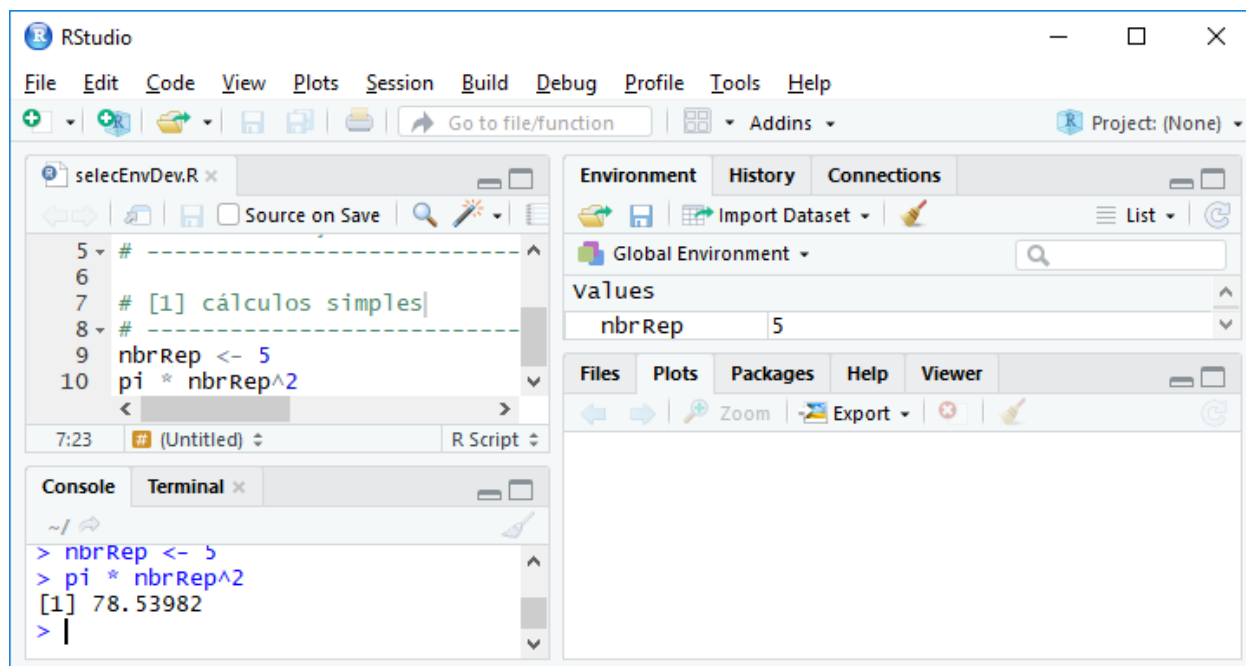 RStudio
File Edit Code View Plots Session Build Debug Profile Tools Help
Go to file/function Addins Project: (None)
selecEnvDev.R
Source on Save
5 # ----------------------------
6
7 # [1] cálculos simples
8 # ----------------------------
9 nbrRep <- 5
10 pi * nbrRep^2
7:23 # (Untitled) R Script
Console Terminal
~/
> nbrRep <- 5
> pi * nbrRep^2
[1] 78.53982
>
Environment History Connections
Import Dataset List
Global Environment
Values
nbrRep 5
Files Plots Packages Help Viewer
Zoom Export